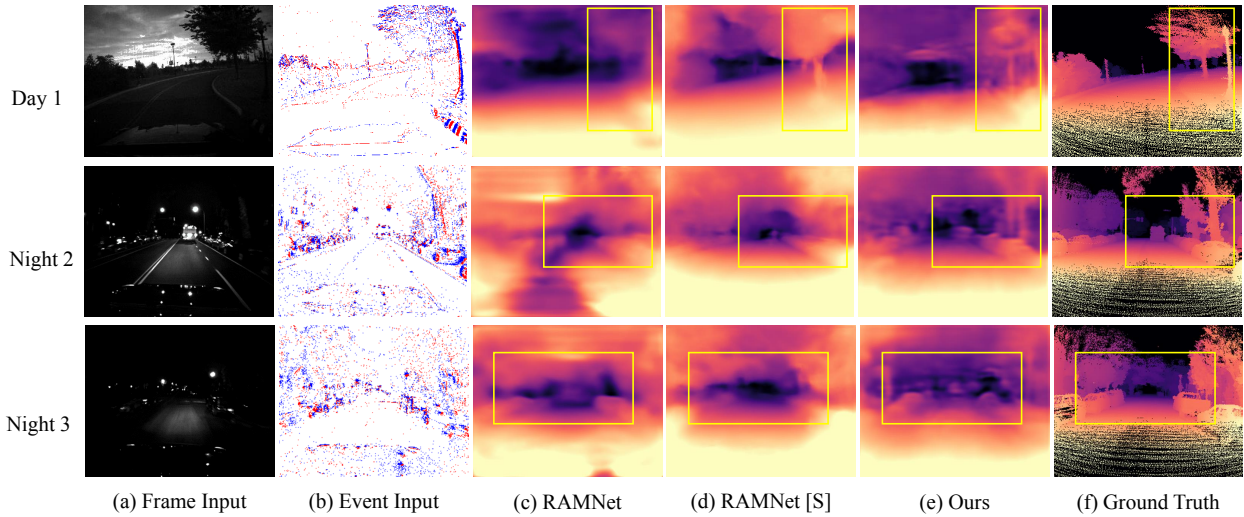 Day 1
Night 2
Night 3
(a) Frame Input (b) Event Input (c) RAMNet (d) RAMNet [S] (e) Ours (f) Ground Truth